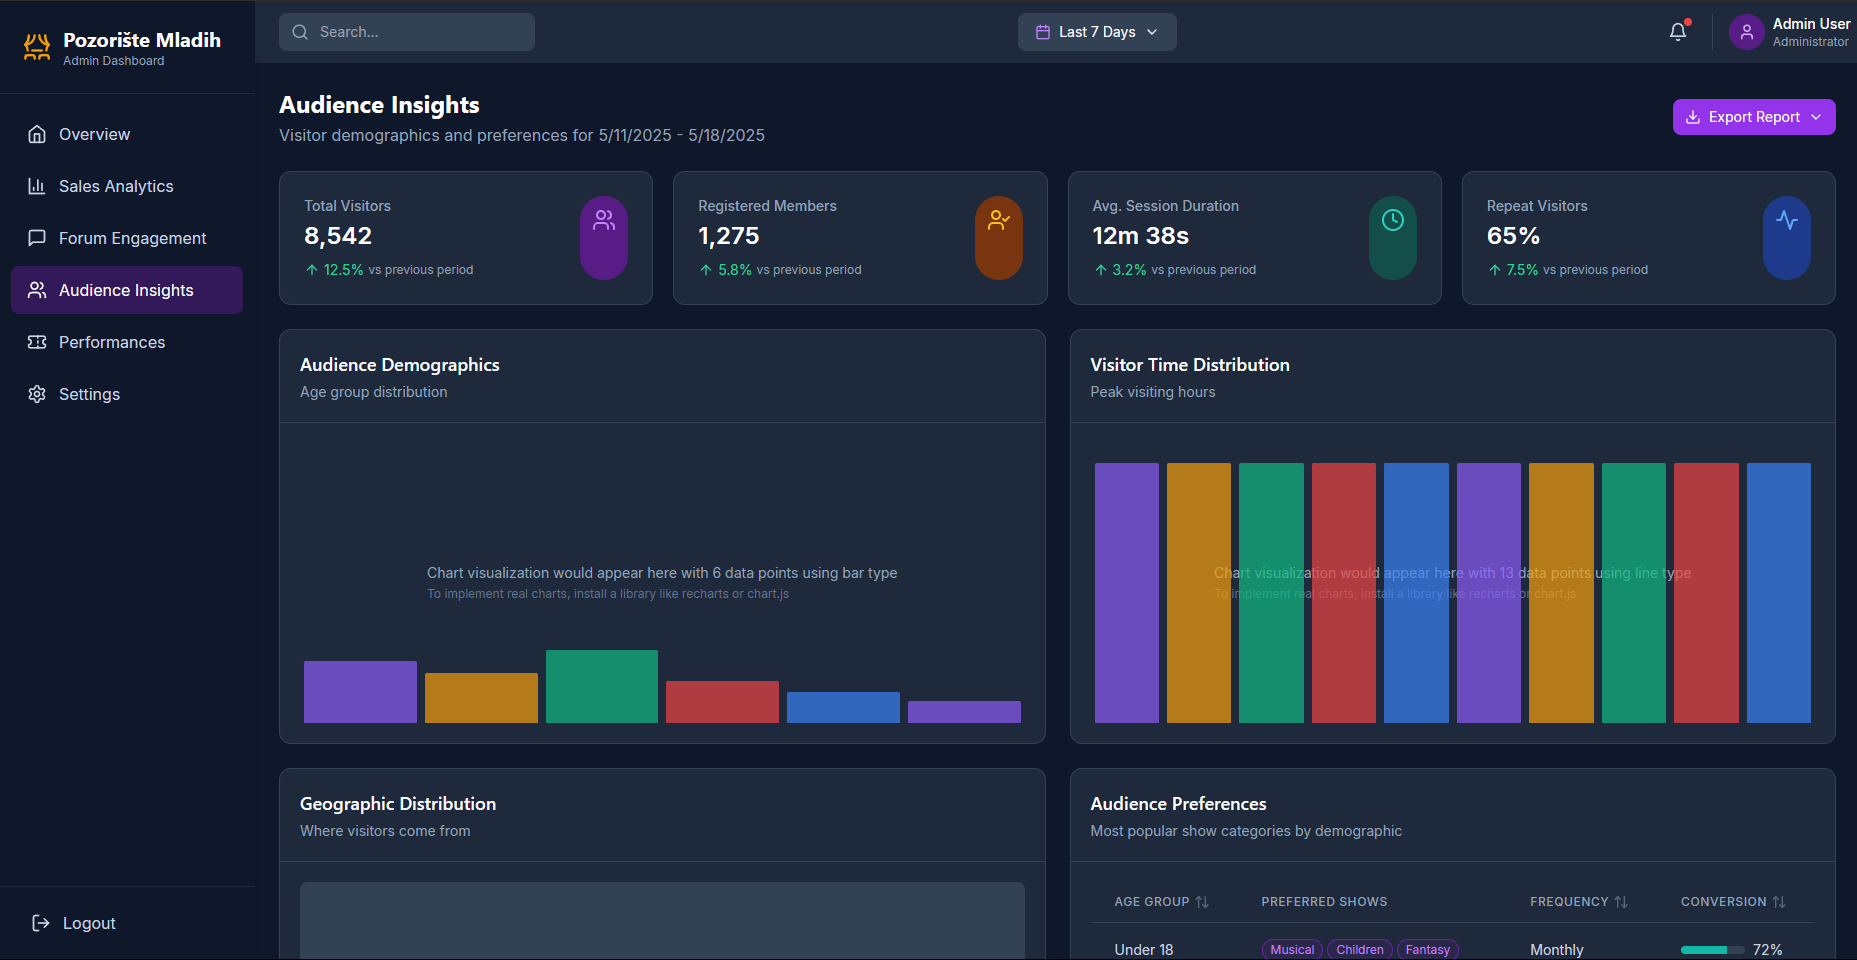 Pozorište Mladih
Admin Dashboard
Overview
Sales Analytics
Forum Engagement
Audience Insights
Performances
Settings
Logout
Search...
Last 7 Days
Admin User
Administrator
Audience Insights
Visitor demographics and preferences for 5/11/2025 - 5/18/2025
Export Report
Total Visitors
8,542
12.5% vs previous period
Registered Members
1,275
5.8% vs previous period
Avg. Session Duration
12m 38s
3.2% vs previous period
Repeat Visitors
65%
7.5% vs previous period
Audience Demographics
Age group distribution
Chart visualization would appear here with 6 data points using bar type
To implement real charts, install a library like recharts or chart.js
Visitor Time Distribution
Peak visiting hours
Chart visualization would appear here with 13 data points using line type
To implement real charts, install a library like recharts or chart.js
Geographic Distribution
Where visitors come from
Audience Preferences
Most popular show categories by demographic
AGE GROUP PREFERRED SHOWS FREQUENCY CONVERSION
Under 18 Musical Children Fantasy Monthly 72%